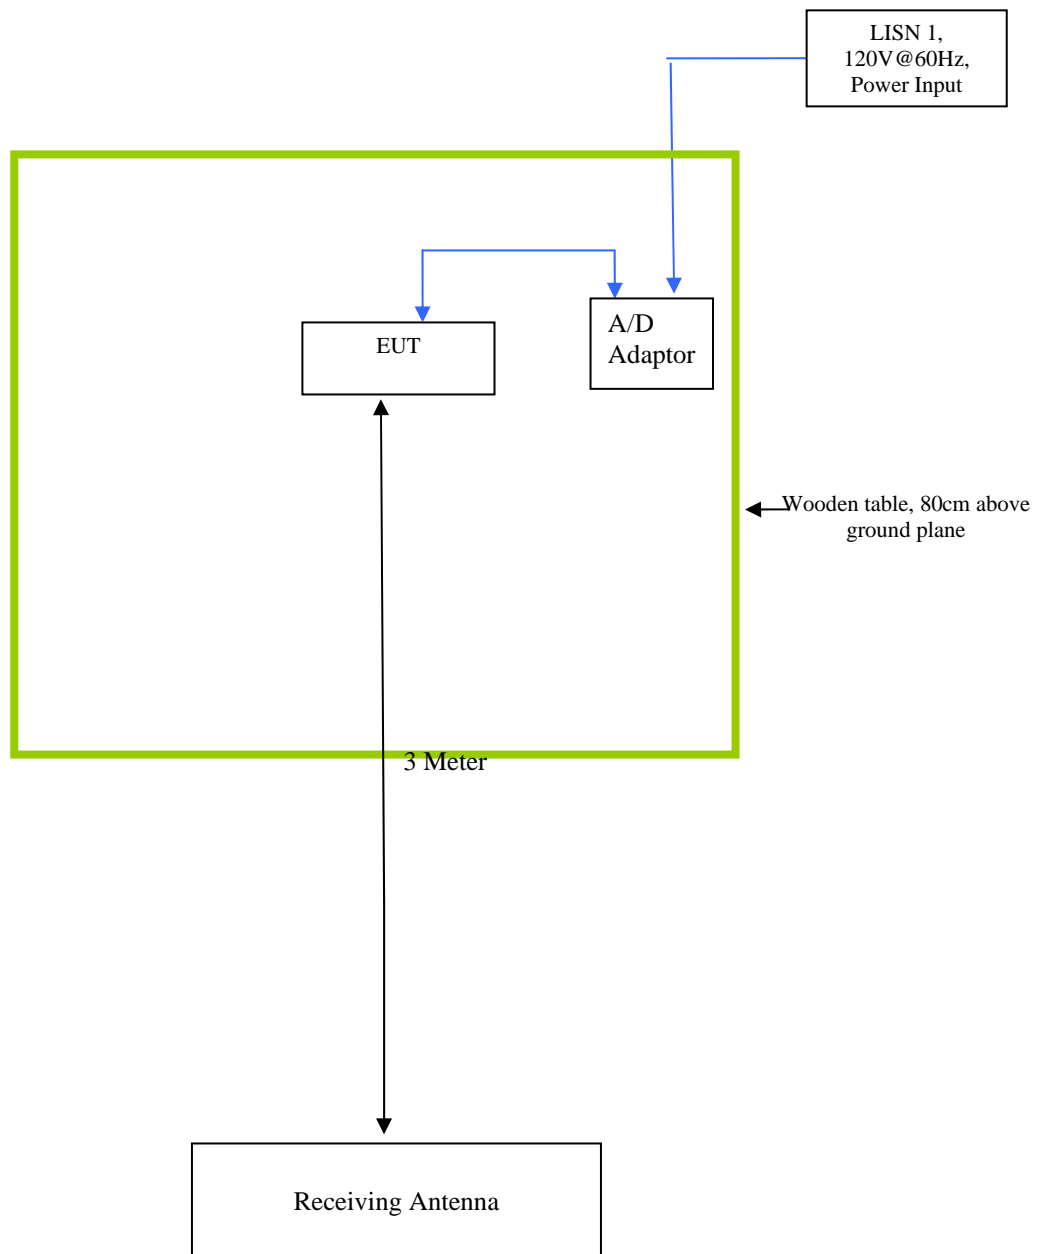 LISN 1,
120V@60Hz,
Power Input
A/D
Adaptor
EUT
Wooden table, 80cm above
ground plane
3 Meter
Receiving Antenna